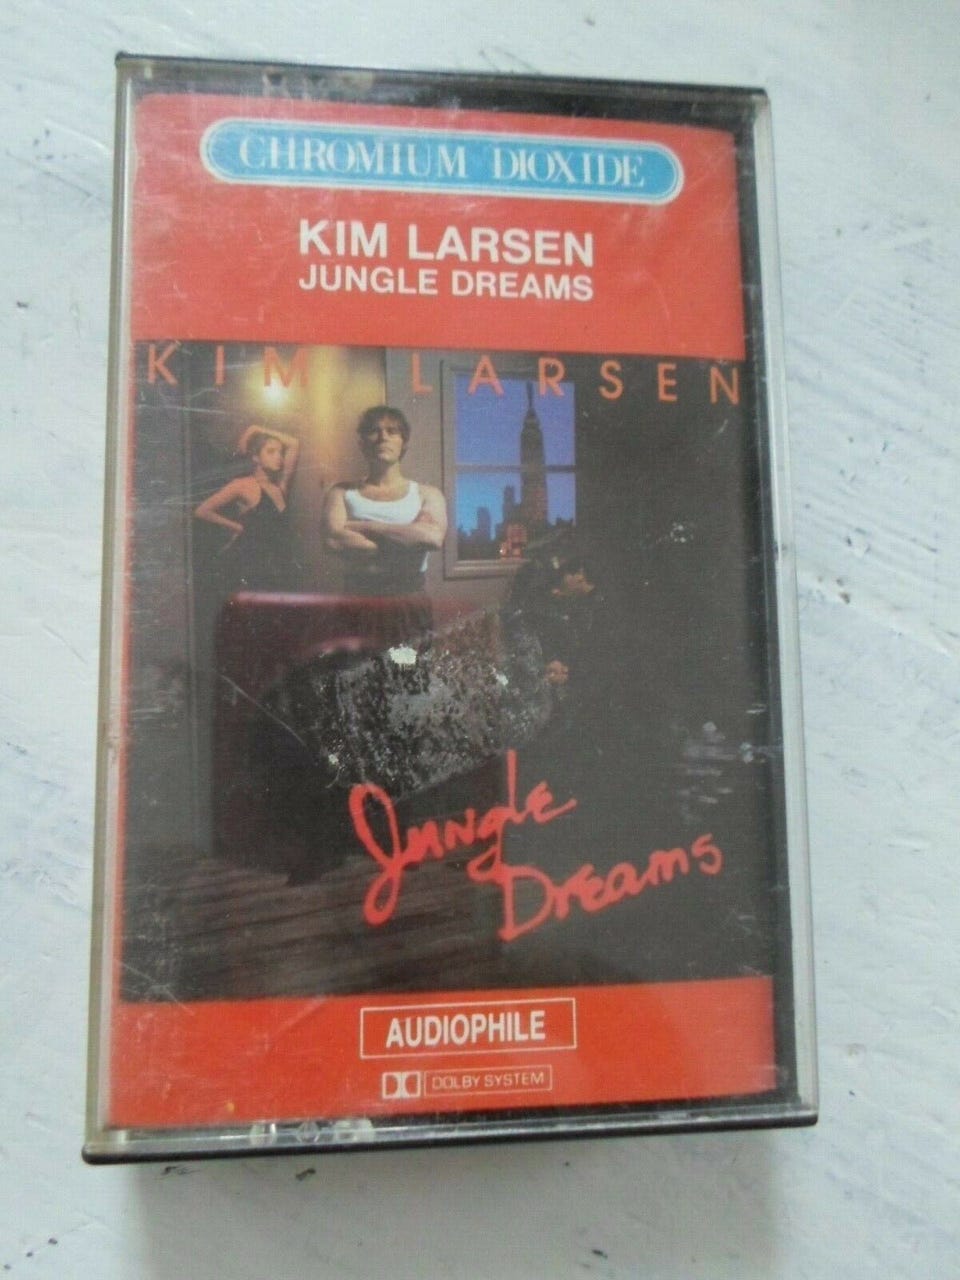 CHROMIUM DIOXIDE
KIM LARSEN
JUNGLE DREAMS
KIM LARSEN
Jungle
Dreams
AUDIOPHILE
DOLBY SYSTEM